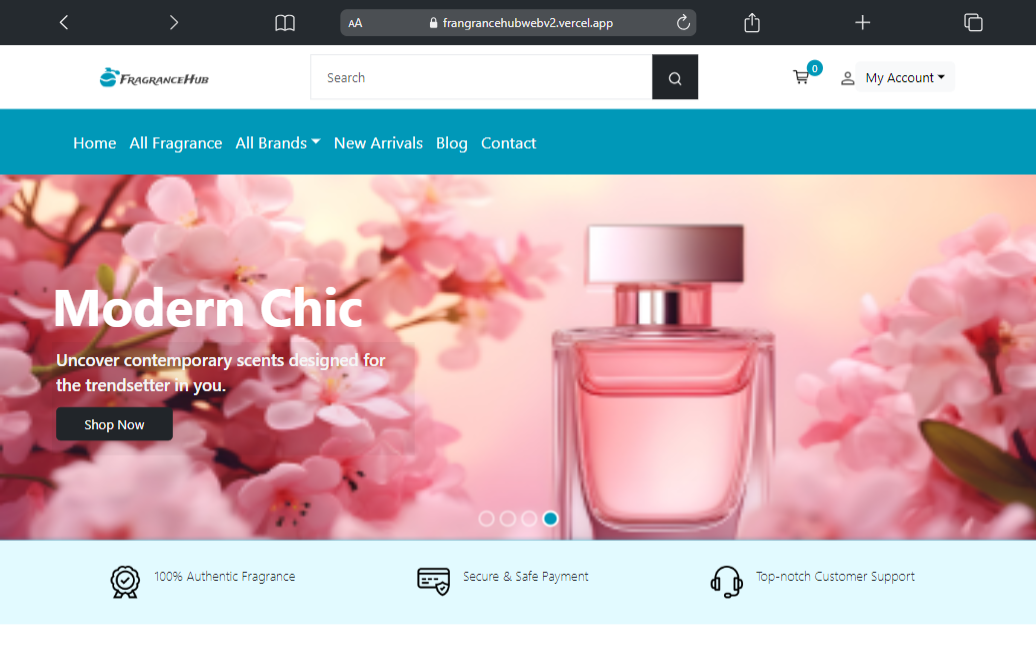 AA frangrancehubwebv2.vercel.app
FRAGRANCEHUB
Search
0
My Account
Home All Fragrance All Brands New Arrivals Blog Contact
Modern Chic
Uncover contemporary scents designed for
the trendsetter in you.
Shop Now
100% Authentic Fragrance
Secure & Safe Payment
Top-notch Customer Support